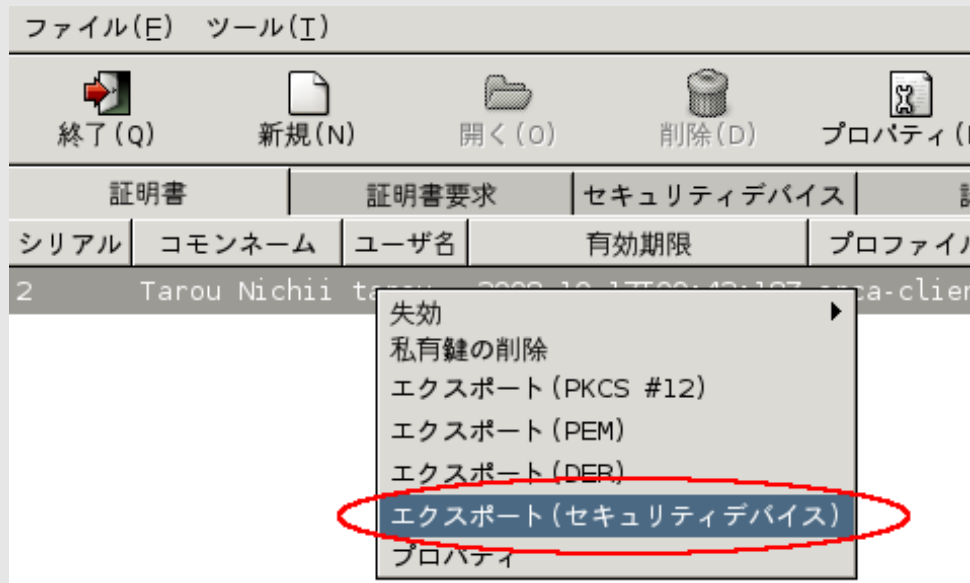 ファイル(F) ツール(T)
終了(Q) 新規(N) 開く(O) 削除(D) プロパティ(
証明書 証明書要求 セキュリティデバイス
シリアル コモンネーム ユーザ名 有効期限 プロファイル
2 Tarou Nichii tarou
失効
私有鍵の削除
エクスポート(PKCS #12)
エクスポート(PEM)
エクスポート(DER)
エクスポート(セキュリティデバイス)
プロパティ